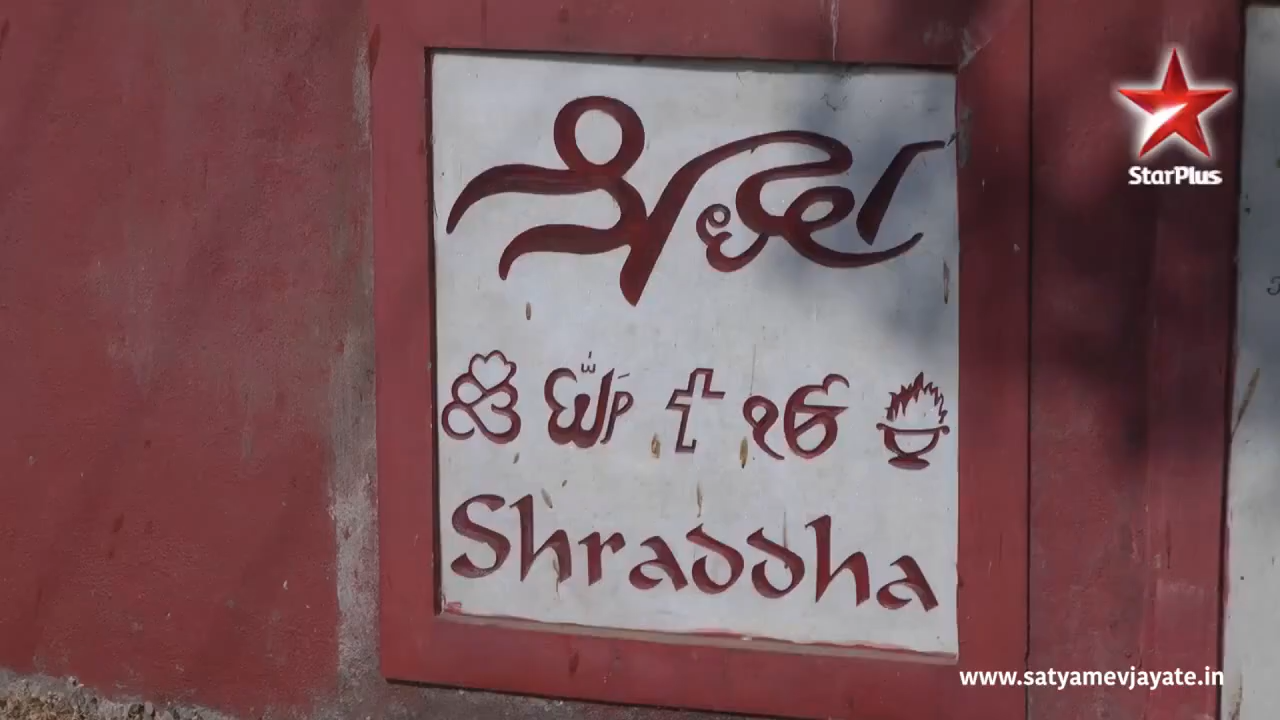 श्रद्धा
StarPlus
ੴ
Shraddha
www.satyamevjayate.in